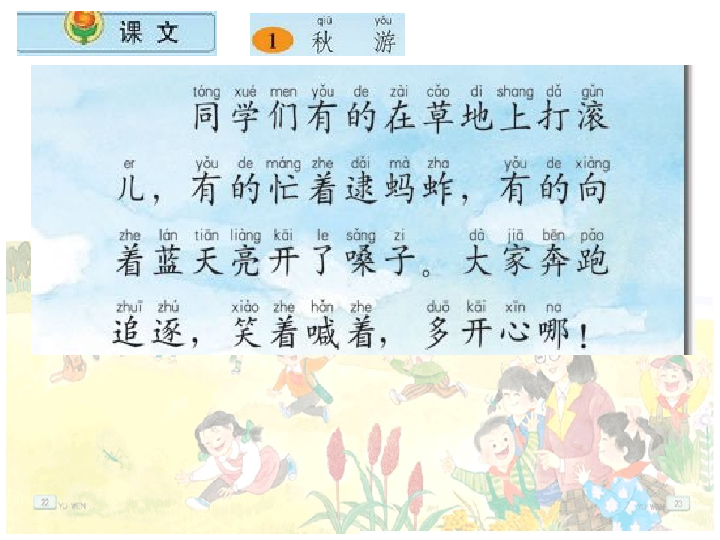 课文
qiū yóu
1 秋 游
tóng xué men yǒu de zài cǎo dì shang dǎ gǔn
同学们有的在草地上打滚
er yǒu de máng zhe dǎi mà zha yǒu de xiàng
儿，有的忙着逮蚂蚱，有的向
zhe lán tiān liàng kāi le sǎng zi dà jiā bēn pǎo
着蓝天亮开了嗓子。大家奔跑
zhuī zhú xiào zhe hǎn zhe duō kāi xīn na
追逐，笑着喊着，多开心哪！
22 YU WEN
YU WEN 23